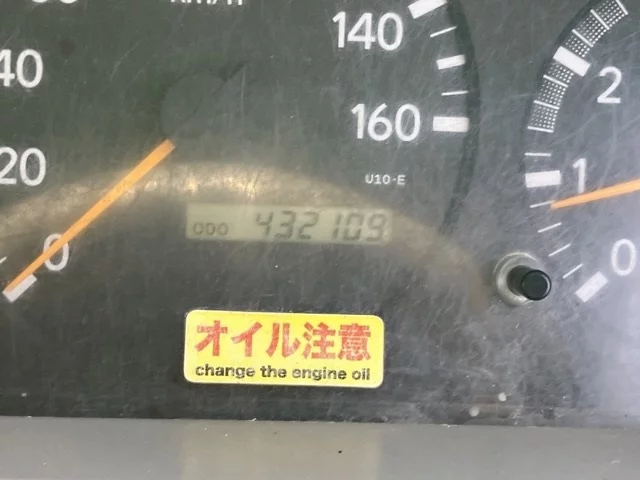 km/h
140
40
2
160
20
1
U10-E
ODO 432109
0
0
オイル注意
change the engine oil